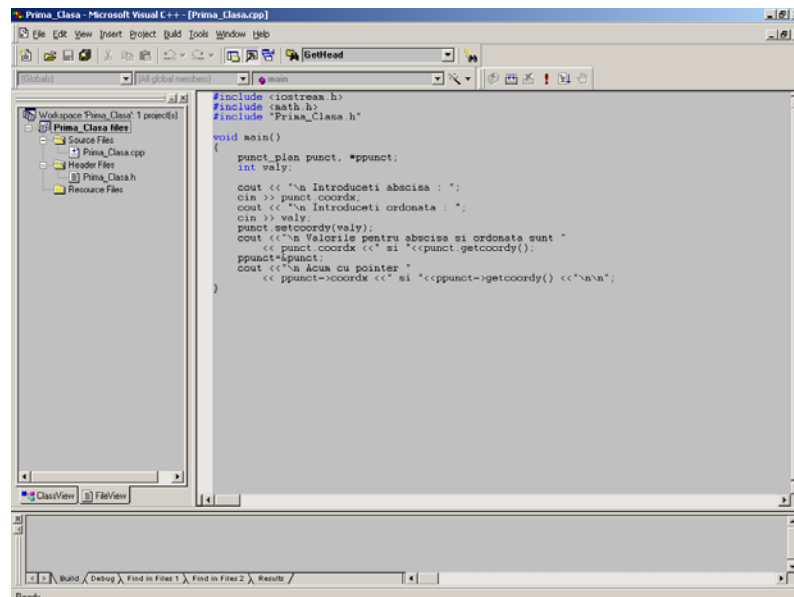 Prima_Clasa - Microsoft Visual C++ - [Prima_Clasa.cpp]
File Edit View Insert Project Build Tools Window Help
GetHead
(Globals) (All global members) main
Workspace 'Prima_Clasa': 1 project(s)
Prima_Clasa files
Source Files
Prima_Clasa.cpp
Header Files
Prima_Clasa.h
Resource Files
ClassView FileView
#include <iostream.h>
#include <math.h>
#include "Prima_Clasa.h"
void main()
{
punct_plan punct, *ppunct;
int valy;
cout << "\n Introduceti abscisa : ";
cin >> punct.coordx;
cout << "\n Introduceti ordonata : ";
cin >> valy;
punct.setcoordy(valy);
cout <<"\n Valorile pentru abscisa si ordonata sunt "
<< punct.coordx <<" si "<<punct.getcoordy();
ppunct=&punct;
cout <<"\n Acum cu pointer "
<< ppunct->coordx <<" si "<<ppunct->getcoordy() <<"\n\n";
}
Build Debug Find in Files 1 Find in Files 2 Results
Ready